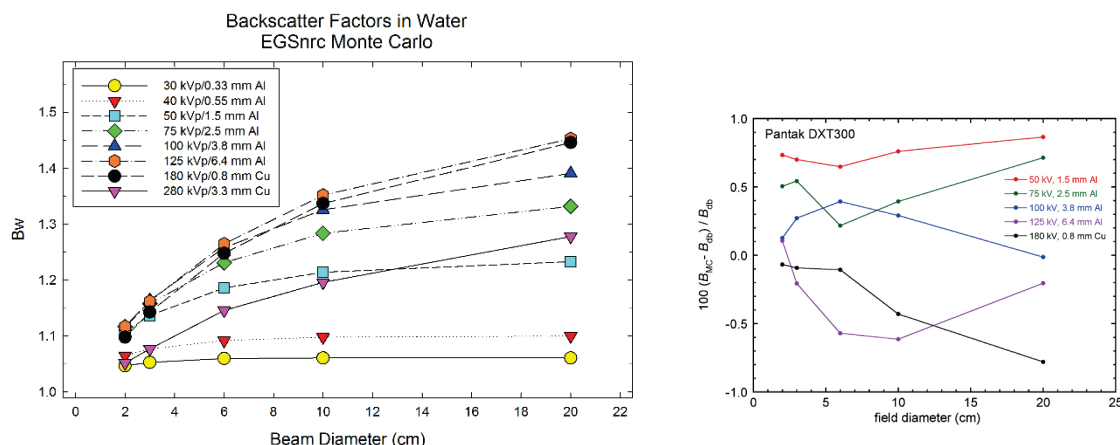 Backscatter Factors in Water
EGSnrc Monte Carlo
30 kVp/0.33 mm Al
40 kVp/0.55 mm Al
50 kVp/1.5 mm Al
75 kVp/2.5 mm Al
100 kVp/3.8 mm Al
125 kVp/6.4 mm Al
180 kVp/0.8 mm Cu
280 kVp/3.3 mm Cu
Bw
1.5
1.4
1.3
1.2
1.1
1.0
0 2 4 6 8 10 12 14 16 18 20 22
Beam Diameter (cm)
Pantak DXT300
50 kV, 1.5 mm Al
75 kV, 2.5 mm Al
100 kV, 3.8 mm Al
125 kV, 6.4 mm Al
180 kV, 0.8 mm Cu
100 (BMC- Bdb) / Bdb
1.0
0.5
0.0
-0.5
-1.0
0 5 10 15 20 25
field diameter (cm)